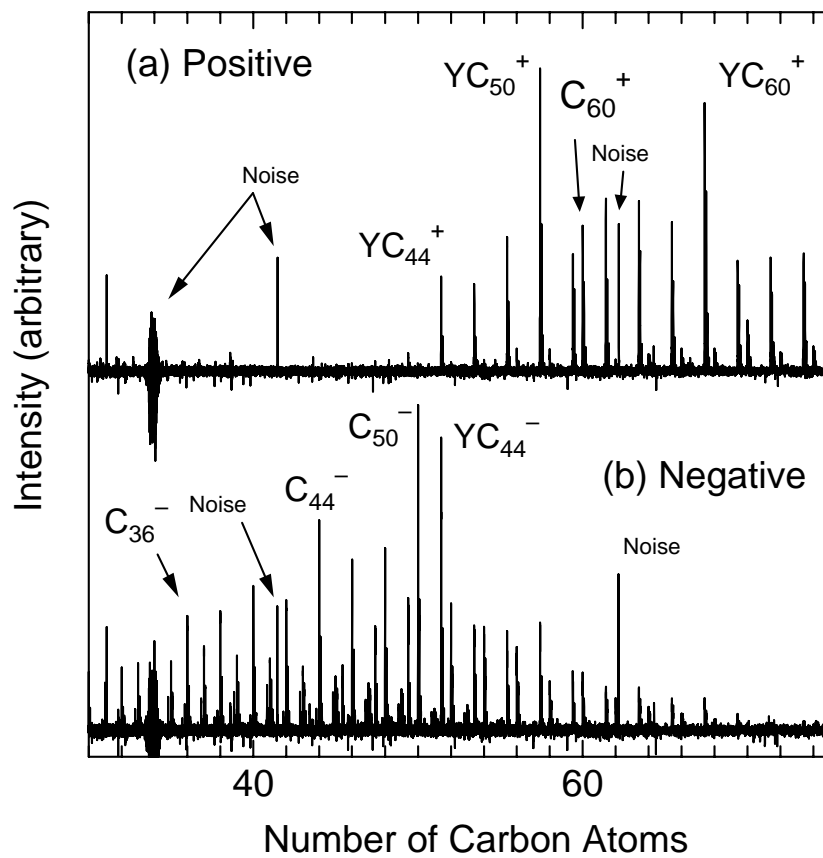 (a) Positive
YC₅₀⁺
C₆₀⁺
YC₆₀⁺
Noise
Noise
YC₄₄⁺
Intensity (arbitrary)
C₅₀⁻
YC₄₄⁻
(b) Negative
C₄₄⁻
Noise
C₃₆⁻
Noise
40
60
Number of Carbon Atoms